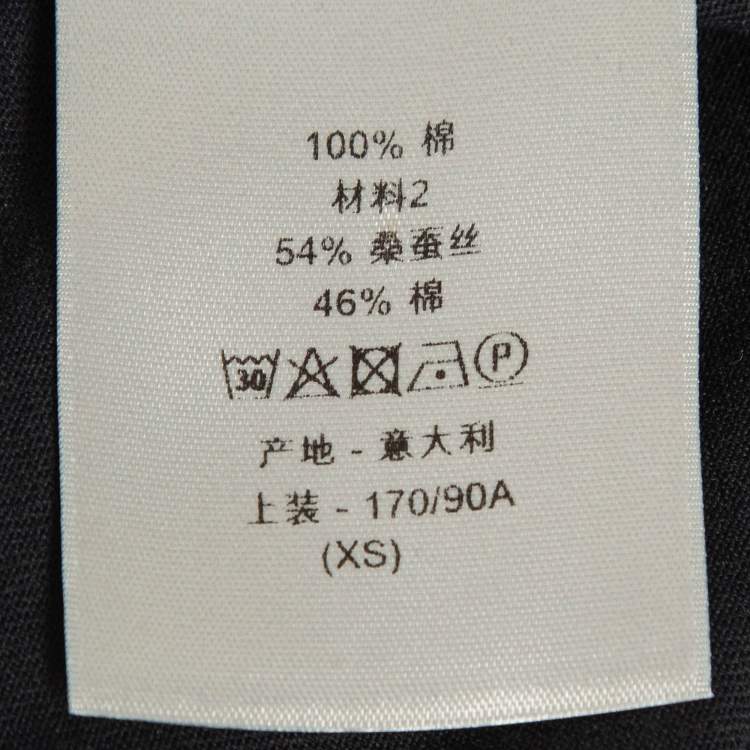 100% 棉
材料2
54% 桑蚕丝
46% 棉
30 P
产地 - 意大利
上装 - 170/90A
(XS)